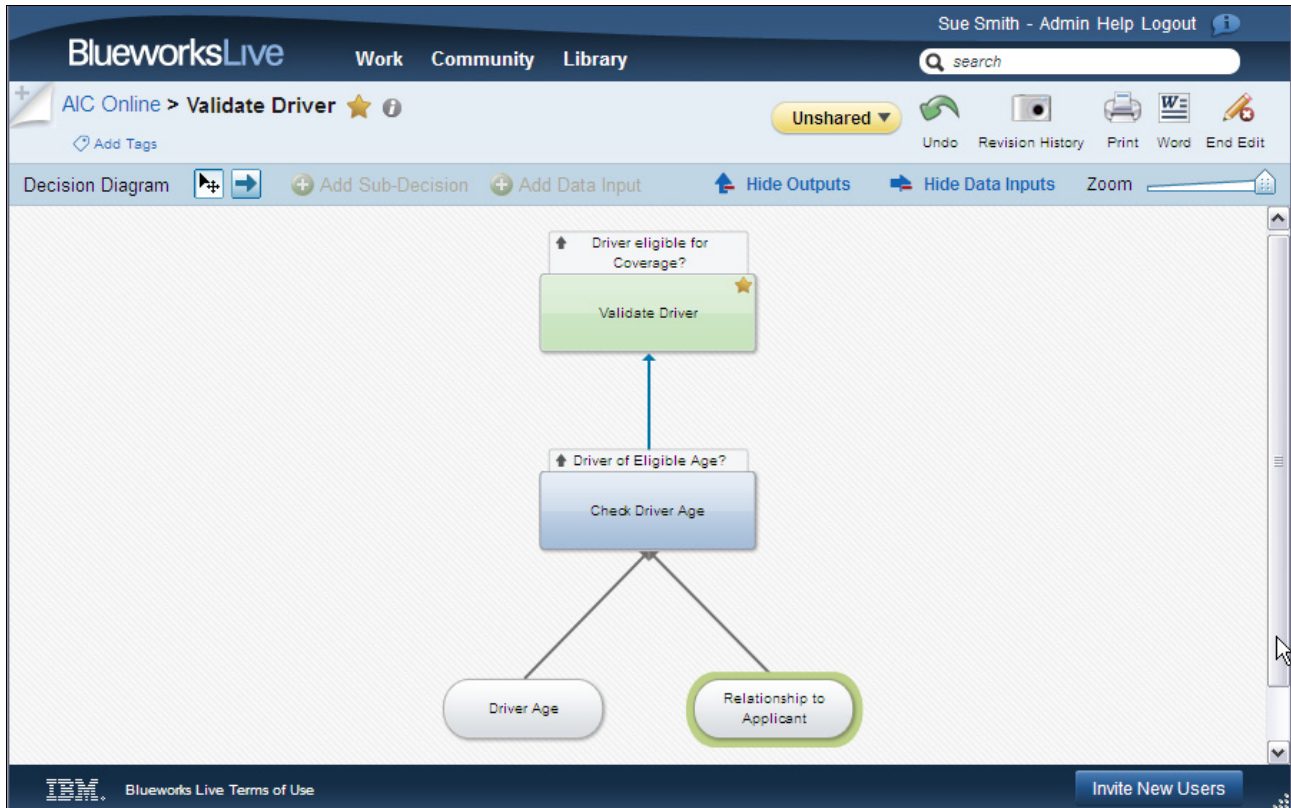 Sue Smith - Admin Help Logout
BlueworksLive Work Community Library
search
AIC Online > Validate Driver
Unshared
Add Tags
Undo Revision History Print Word End Edit
Decision Diagram Add Sub-Decision Add Data Input Hide Outputs Hide Data Inputs Zoom
Driver eligible for
Coverage?
Validate Driver
Driver of Eligible Age?
Check Driver Age
Driver Age
Relationship to
Applicant
IBM. Blueworks Live Terms of Use Invite New Users